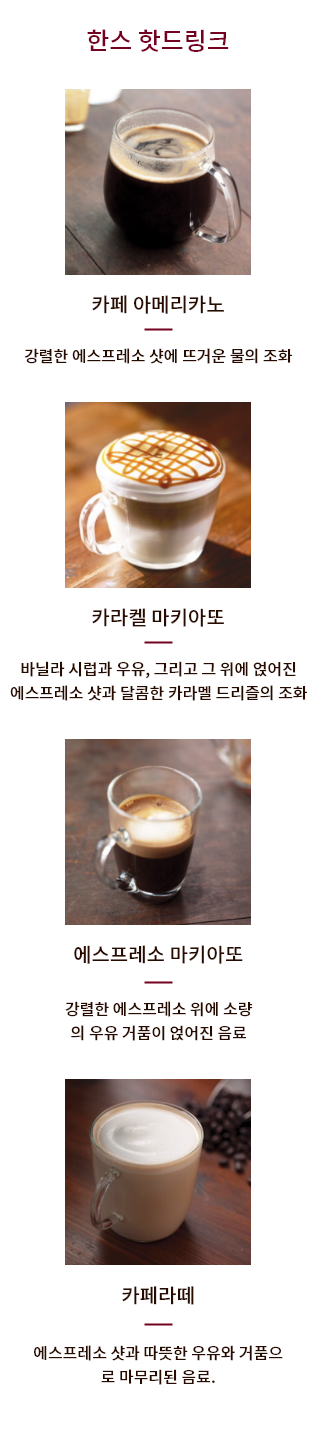 한스 핫드링크
카페 아메리카노
강렬한 에스프레소 샷에 뜨거운 물의 조화
카라켈 마키아또
바닐라 시럽과 우유, 그리고 그 위에 얹어진
에스프레소 샷과 달콤한 카라멜 드리즐의 조화
에스프레소 마키아또
강렬한 에스프레소 위에 소량
의 우유 거품이 얹어진 음료
카페라떼
에스프레소 샷과 따뜻한 우유와 거품으
로 마무리된 음료.